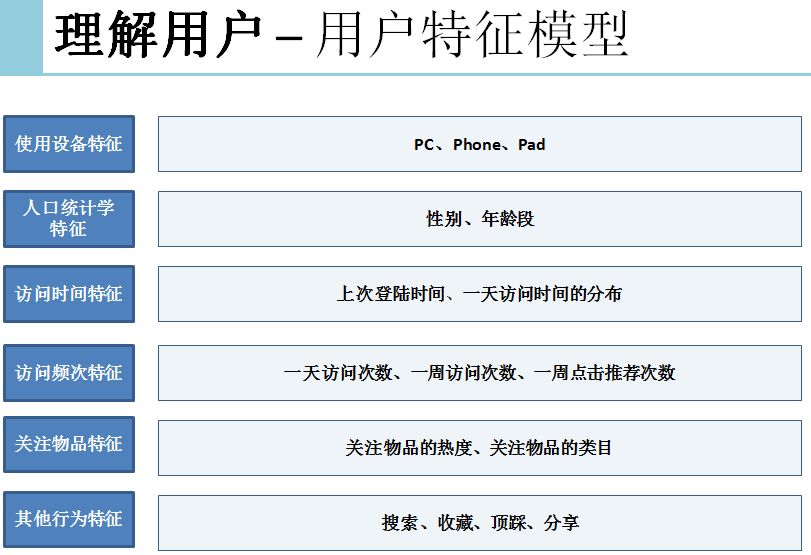 理解用户 – 用户特征模型
使用设备特征
PC、Phone、Pad
人口统计学
特征
性别、年龄段
访问时间特征
上次登陆时间、一天访问时间的分布
访问频次特征
一天访问次数、一周访问次数、一周点击推荐次数
关注物品特征
关注物品的热度、关注物品的类目
其他行为特征
搜索、收藏、顶踩、分享